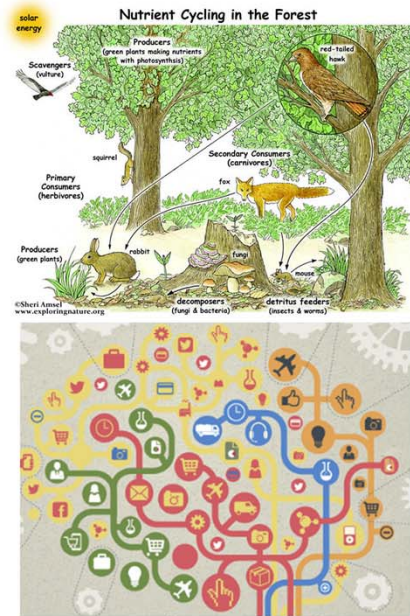 Nutrient Cycling in the Forest
solar
energy
Producers
(green plants making nutrients
with photosynthsis)
red-tailed
hawk
Scavengers
(vulture)
squirrel
Secondary Consumers
(carnivores)
Primary
Consumers
(herbivores)
fox
Producers
(green plants)
rabbit
fungi
mouse
©Sheri Amsel
www.exploringnature.org
decomposers
(fungi & bacteria)
detritus feeders
(insects & worms)